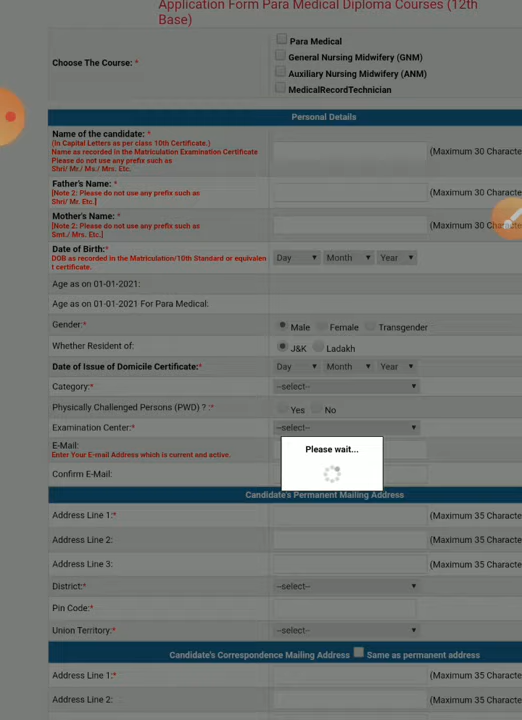 Application Form Para Medical Diploma Courses (12th
Base)
Choose The Course: *
Para Medical
General Nursing Midwifery (GNM)
Auxiliary Nursing Midwifery (ANM)
MedicalRecordTechnician
Personal Details
Name of the candidate: *
(In Capital Letters as per class 10th Certificate.)
Name as recorded in the Matriculation Examination Certificate
Please do not use any prefix such as
Shri/ Mr./ Ms./ Mrs. Etc.
(Maximum 30 Characte
Father's Name: *
[Note 2: Please do not use any prefix such as
Shri/ Mr. Etc.]
(Maximum 30 Characte
Mother's Name: *
[Note 2: Please do not use any prefix such as
Smt./ Mrs. Etc.]
(Maximum 30 Characte
Date of Birth:*
DOB as recorded in the Matriculation/10th Standard or equivalen
t certificate.
Day Month Year
Age as on 01-01-2021:
Age as on 01-01-2021 For Para Medical:
Gender:* Male Female Transgender
Whether Resident of: J&K Ladakh
Date of Issue of Domicile Certificate:* Day Month Year
Category:* --select--
Physically Challenged Persons (PWD) ? :* Yes No
Examination Center:* --select--
E-Mail:
Enter Your E-mail Address which is current and active.
Please wait...
Confirm E-Mail:
Candidate's Permanent Mailing Address
Address Line 1:* (Maximum 35 Characte
Address Line 2: (Maximum 35 Characte
Address Line 3: (Maximum 35 Characte
District:* --select--
Pin Code:*
Union Territory:* --select--
Candidate's Correspondence Mailing Address Same as permanent address
Address Line 1:* (Maximum 35 Characte
Address Line 2: (Maximum 35 Characte